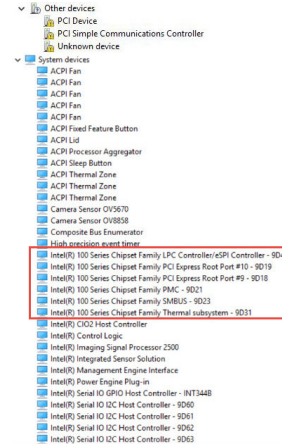 Other devices
PCI Device
PCI Simple Communications Controller
Unknown device
System devices
ACPI Fan
ACPI Fan
ACPI Fan
ACPI Fan
ACPI Fan
ACPI Fixed Feature Button
ACPI Lid
ACPI Processor Aggregator
ACPI Sleep Button
ACPI Thermal Zone
ACPI Thermal Zone
ACPI Thermal Zone
Camera Sensor OV5670
Camera Sensor OV8858
Composite Bus Enumerator
High precision event timer
Intel(R) 100 Series Chipset Family LPC Controller/eSPI Controller - 9D4
Intel(R) 100 Series Chipset Family PCI Express Root Port #10 - 9D19
Intel(R) 100 Series Chipset Family PCI Express Root Port #9 - 9D18
Intel(R) 100 Series Chipset Family PMC - 9D21
Intel(R) 100 Series Chipset Family SMBUS - 9D23
Intel(R) 100 Series Chipset Family Thermal subsystem - 9D31
Intel(R) CIO2 Host Controller
Intel(R) Control Logic
Intel(R) Imaging Signal Processor 2500
Intel(R) Integrated Sensor Solution
Intel(R) Management Engine Interface
Intel(R) Power Engine Plug-in
Intel(R) Serial IO GPIO Host Controller - INT344B
Intel(R) Serial IO I2C Host Controller - 9D60
Intel(R) Serial IO I2C Host Controller - 9D61
Intel(R) Serial IO I2C Host Controller - 9D62
Intel(R) Serial IO I2C Host Controller - 9D63